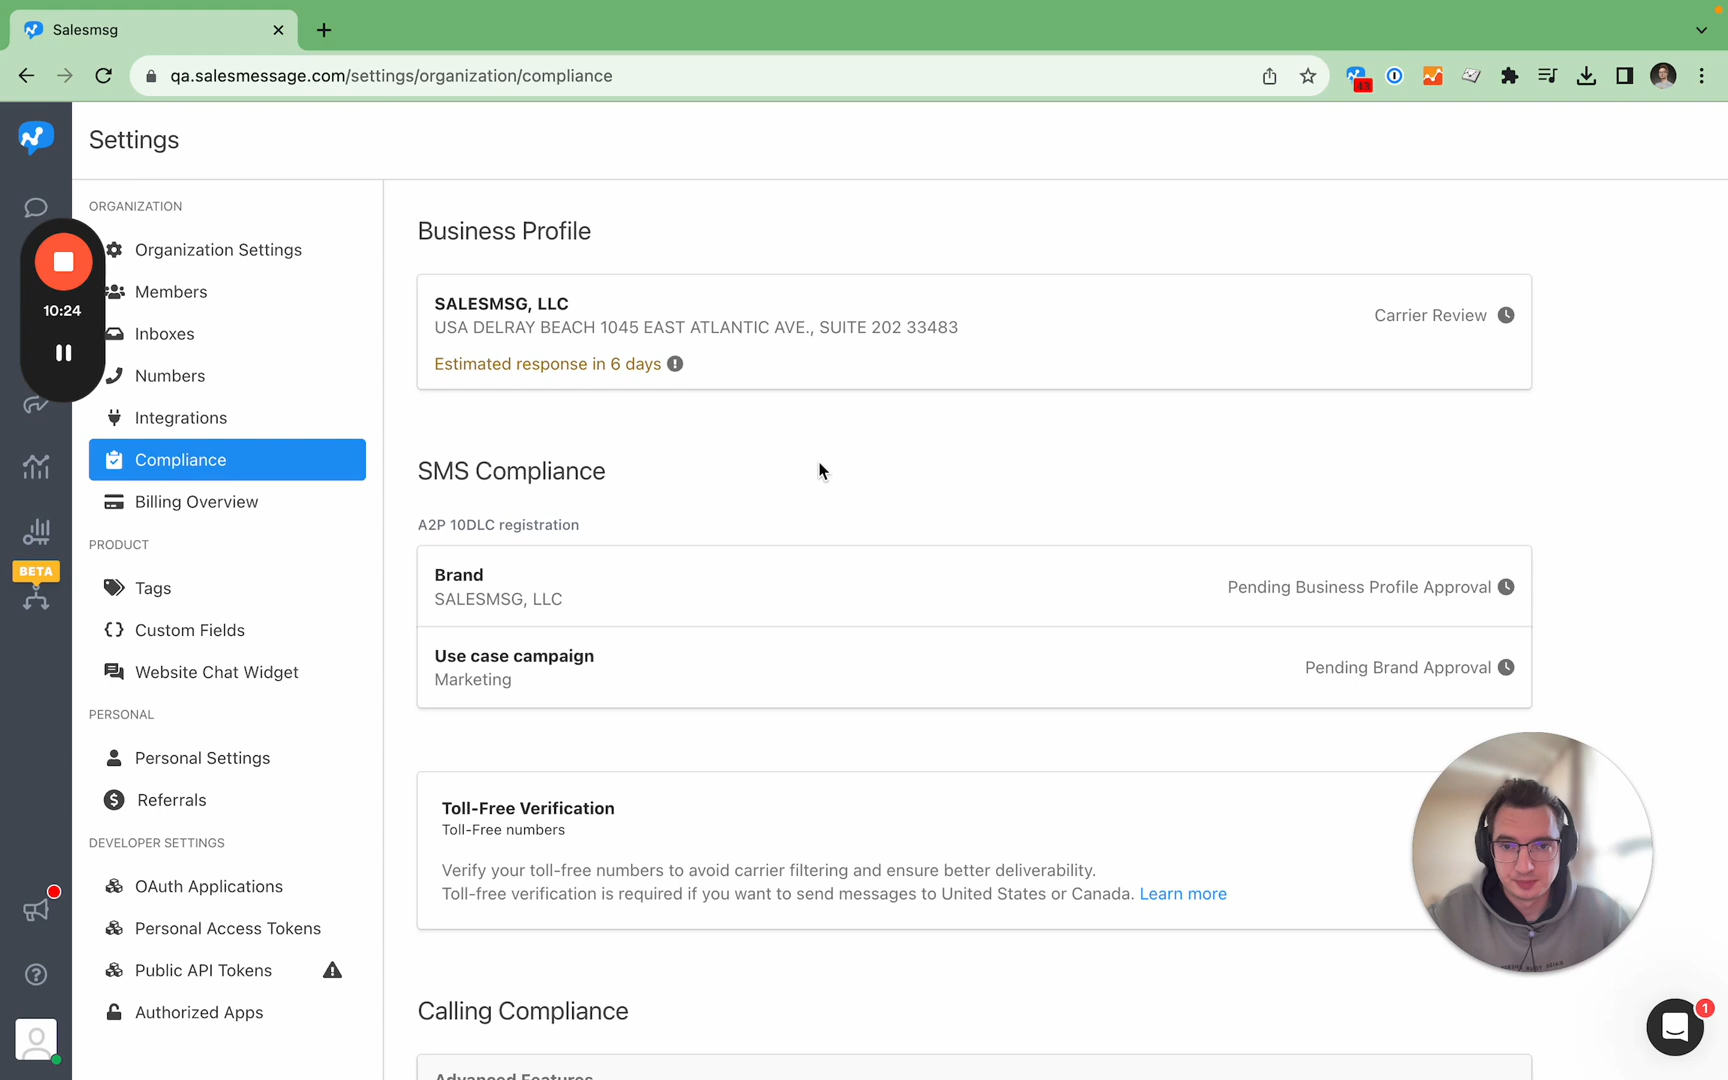 Salesmsg
qa.salesmessage.com/settings/organization/compliance
13
Settings
ORGANIZATION
Organization Settings
Members
Inboxes
Numbers
Integrations
Compliance
Billing Overview
PRODUCT
Tags
Custom Fields
Website Chat Widget
PERSONAL
Personal Settings
Referrals
DEVELOPER SETTINGS
OAuth Applications
Personal Access Tokens
Public API Tokens
Authorized Apps
10:24
BETA
Business Profile
SALESMSG, LLC
USA DELRAY BEACH 1045 EAST ATLANTIC AVE., SUITE 202 33483
Carrier Review
Estimated response in 6 days
SMS Compliance
A2P 10DLC registration
Brand
SALESMSG, LLC
Pending Business Profile Approval
Use case campaign
Marketing
Pending Brand Approval
Toll-Free Verification
Toll-Free numbers
Verify your toll-free numbers to avoid carrier filtering and ensure better deliverability.
Toll-free verification is required if you want to send messages to United States or Canada. Learn more
Calling Compliance
Advanced Features
1